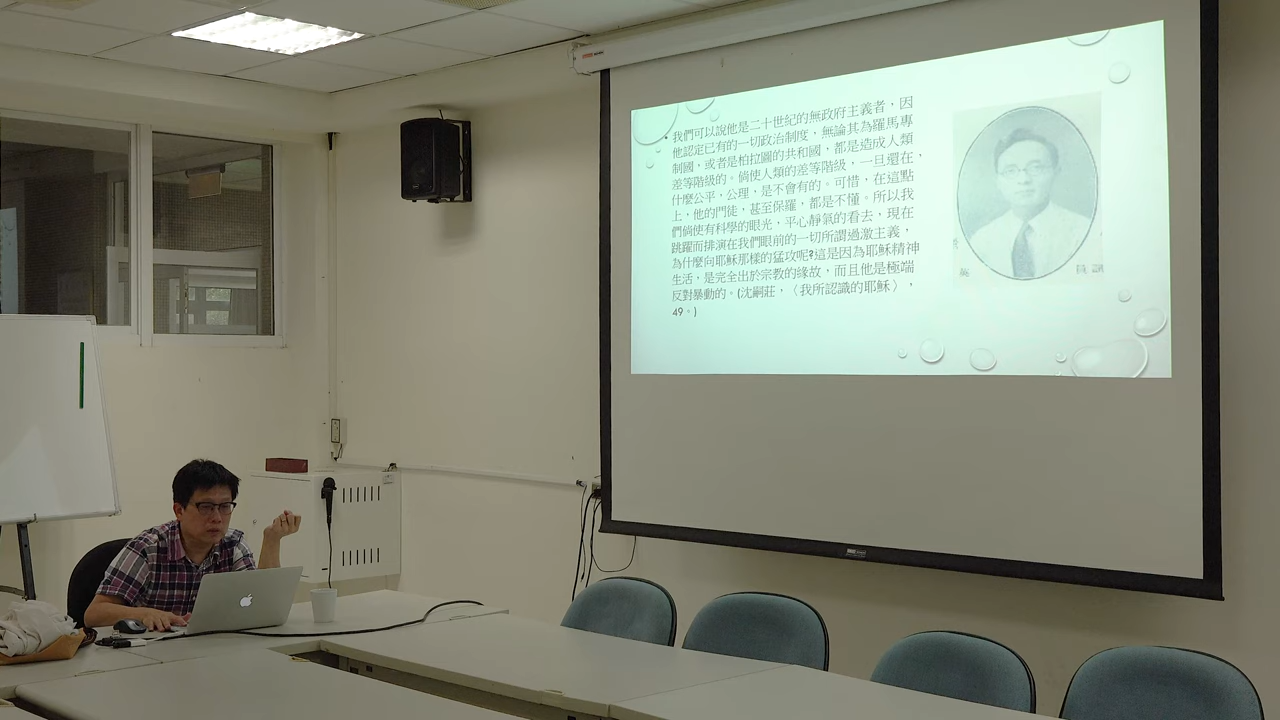 • 我們可以說他是二十世紀的無政府主義者，因
他認定已有的一切政治制度，無論其為羅馬專
制國，或者是柏拉圖的共和國，都是造成人類
差等階級的。倘使人類的差等階級，一旦還在，
什麼公平，公理，是不會有的。可惜，在這點
上，他的門徒，甚至保羅，都是不懂。所以我
們倘使有科學的眼光，平心靜氣的看去，現在
跳躍而排演在我們眼前的一切所謂過激主義，
為什麼向耶穌那樣的猛攻呢?這是因為耶穌精神
生活，是完全出於宗教的緣故，而且他是極端
反對暴動的。(沈嗣莊，〈我所認識的耶穌〉，
49。)